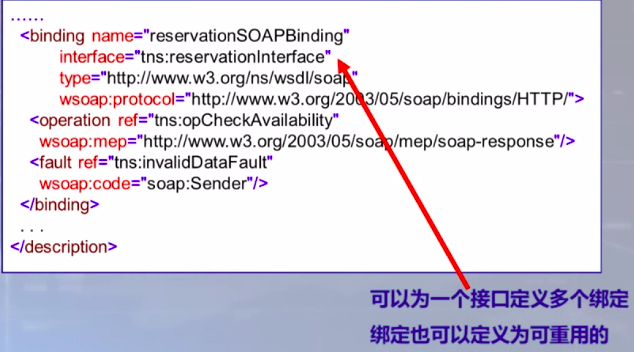 ......
<binding name="reservationSOAPBinding"
interface="tns:reservationInterface"
type="http://www.w3.org/ns/wsdl/soap"
wsoap:protocol="http://www.w3.org/2003/05/soap/bindings/HTTP/">
<operation ref="tns:opCheckAvailability"
wsoap:mep="http://www.w3.org/2003/05/soap/mep/soap-response"/>
<fault ref="tns:invalidDataFault"
wsoap:code="soap:Sender"/>
</binding>
. . .
</description>
可以为一个接口定义多个绑定
绑定也可以定义为可重用的